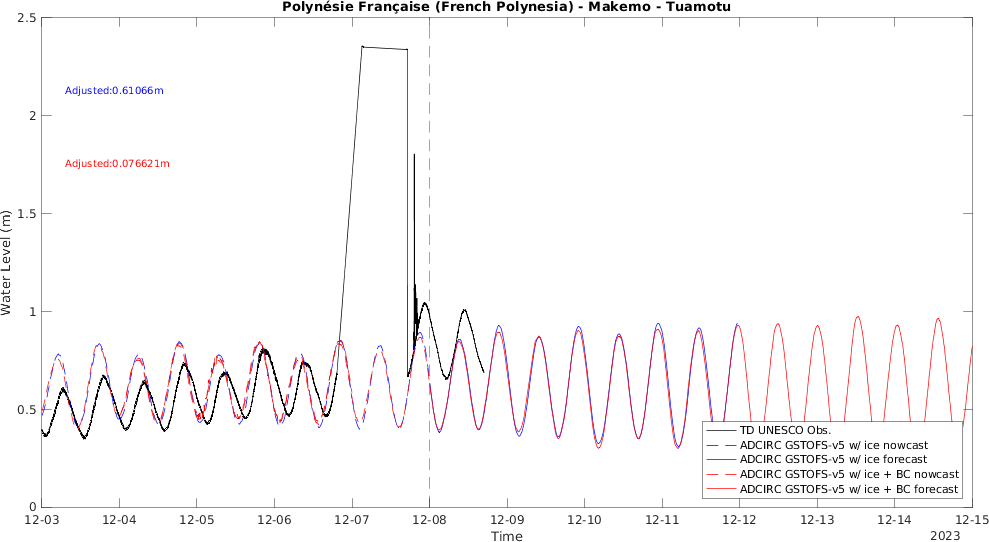 Polynésie Française (French Polynesia) - Makemo - Tuamotu
2.5
2
1.5
1
0.5
0
Water Level (m)
Adjusted:0.61066m
Adjusted:0.076621m
TD UNESCO Obs.
ADCIRC GSTOFS-v5 w/ ice nowcast
ADCIRC GSTOFS-v5 w/ ice forecast
ADCIRC GSTOFS-v5 w/ ice + BC nowcast
ADCIRC GSTOFS-v5 w/ ice + BC forecast
12-03 12-04 12-05 12-06 12-07 12-08 12-09 12-10 12-11 12-12 12-13 12-14 12-15
Time
2023